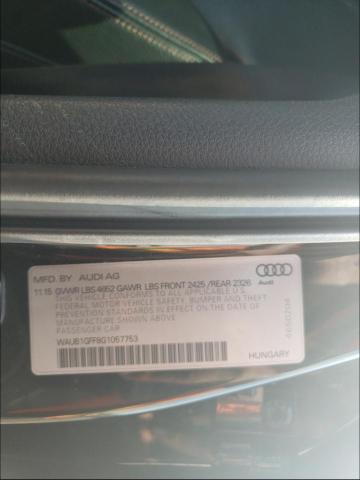 MFD. BY AUDI AG
11.15 GVWR LBS 4652 GAWR LBS FRONT 2425 /REAR 2326
THIS VEHICLE CONFORMS TO ALL APPLICABLE U.S.
FEDERAL MOTOR VEHICLE SAFETY, BUMPER AND THEFT
PREVENTION STANDARDS IN EFFECT ON THE DATE OF
MANUFACTURE SHOWN ABOVE.
PASSENGER CAR
WAUB1GFF8G1067753
Audi
HUNGARY